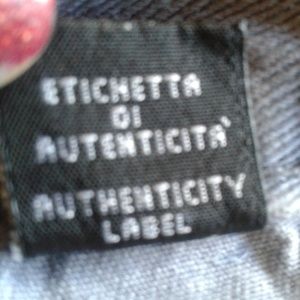 ETICHETTA
DI
AUTENTICITA'
AUTHENTICITY
LABEL